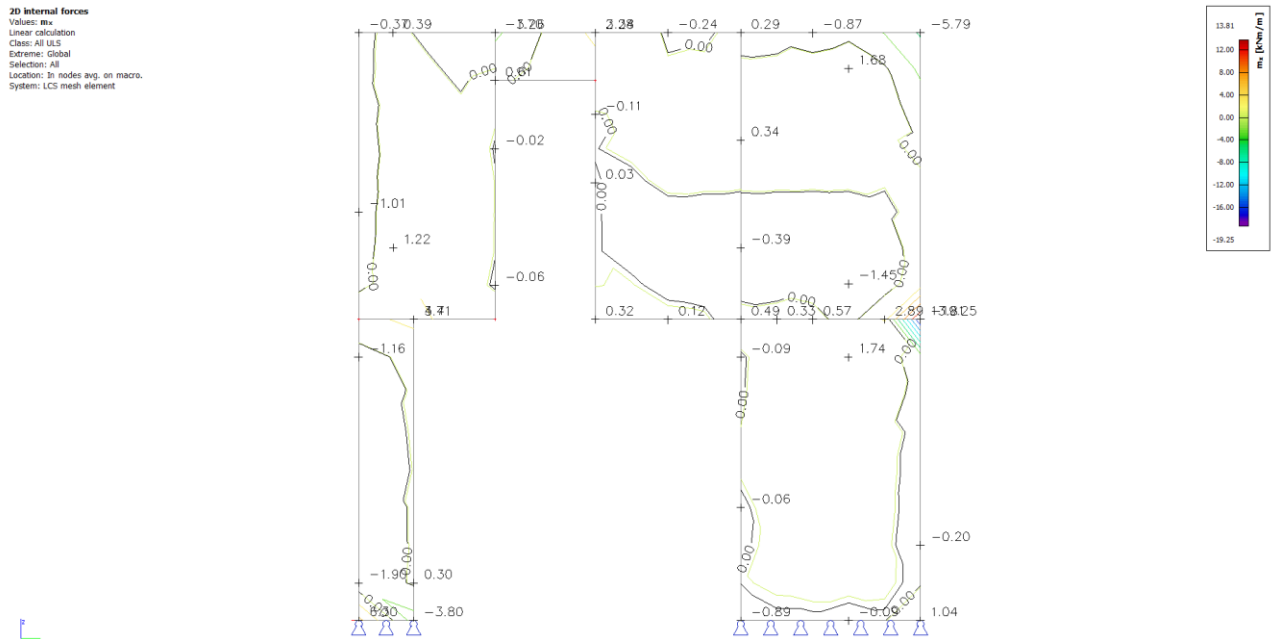 2D internal forces
Values: mx
Linear calculation
Class: All ULS
Extreme: Global
Selection: All
Location: In nodes avg. on macro.
System: LCS mesh element
-0.24 0.29 -0.87 -5.79
0.00 0.00 1.68
-0.11
0.00 0.34
-0.02 0.00
0.03
0.00
-1.01
1.22 -0.39
0.00 -0.06 -1.45 0.00
0.00
0.32 0.12 0.49 0.33 0.57 2.89
-1.16 -0.09 1.74 0.00
0.00
-0.06
-0.20
0.00 0.00
-1.90 0.30
0.00
-3.80 -0.89 -0.09 1.04
13.81
12.00
8.00
4.00
0.00
-4.00
-8.00
-12.00
-16.00
-19.25
mx [kNm/m]
z